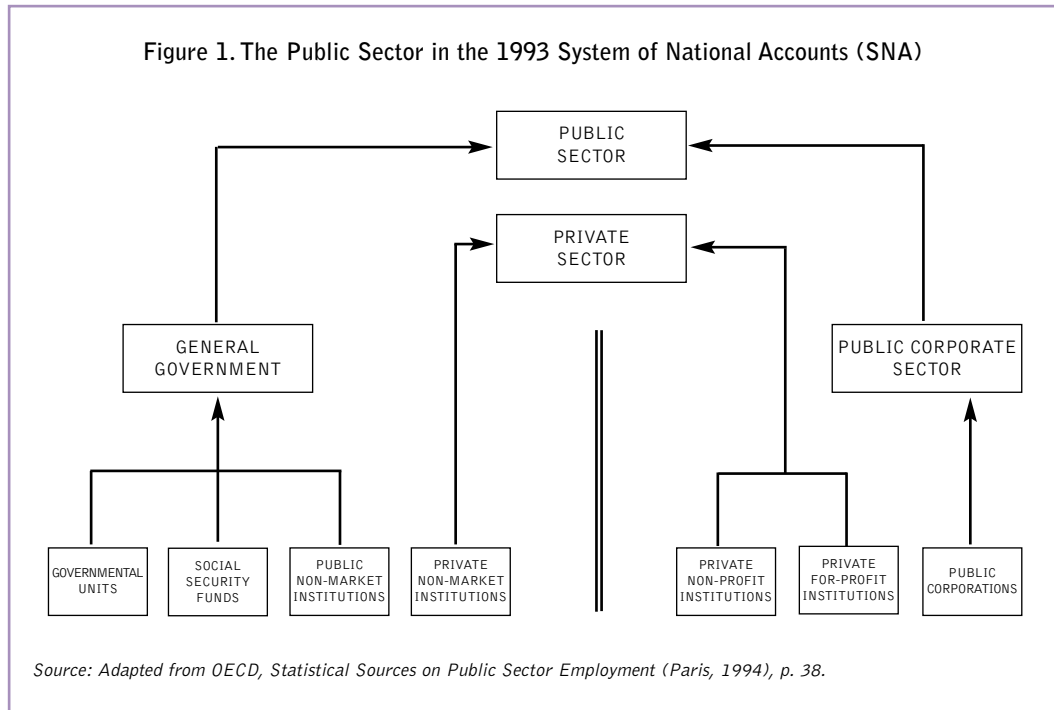 Figure 1. The Public Sector in the 1993 System of National Accounts (SNA)
PUBLIC
SECTOR
PRIVATE
SECTOR
GENERAL
GOVERNMENT
PUBLIC CORPORATE
SECTOR
GOVERNMENTAL
UNITS
SOCIAL
SECURITY
FUNDS
PUBLIC
NON-MARKET
INSTITUTIONS
PRIVATE
NON-MARKET
INSTITUTIONS
PRIVATE
NON-PROFIT
INSTITUTIONS
PRIVATE
FOR-PROFIT
INSTITUTIONS
PUBLIC
CORPORATIONS
Source: Adapted from OECD, Statistical Sources on Public Sector Employment (Paris, 1994), p. 38.